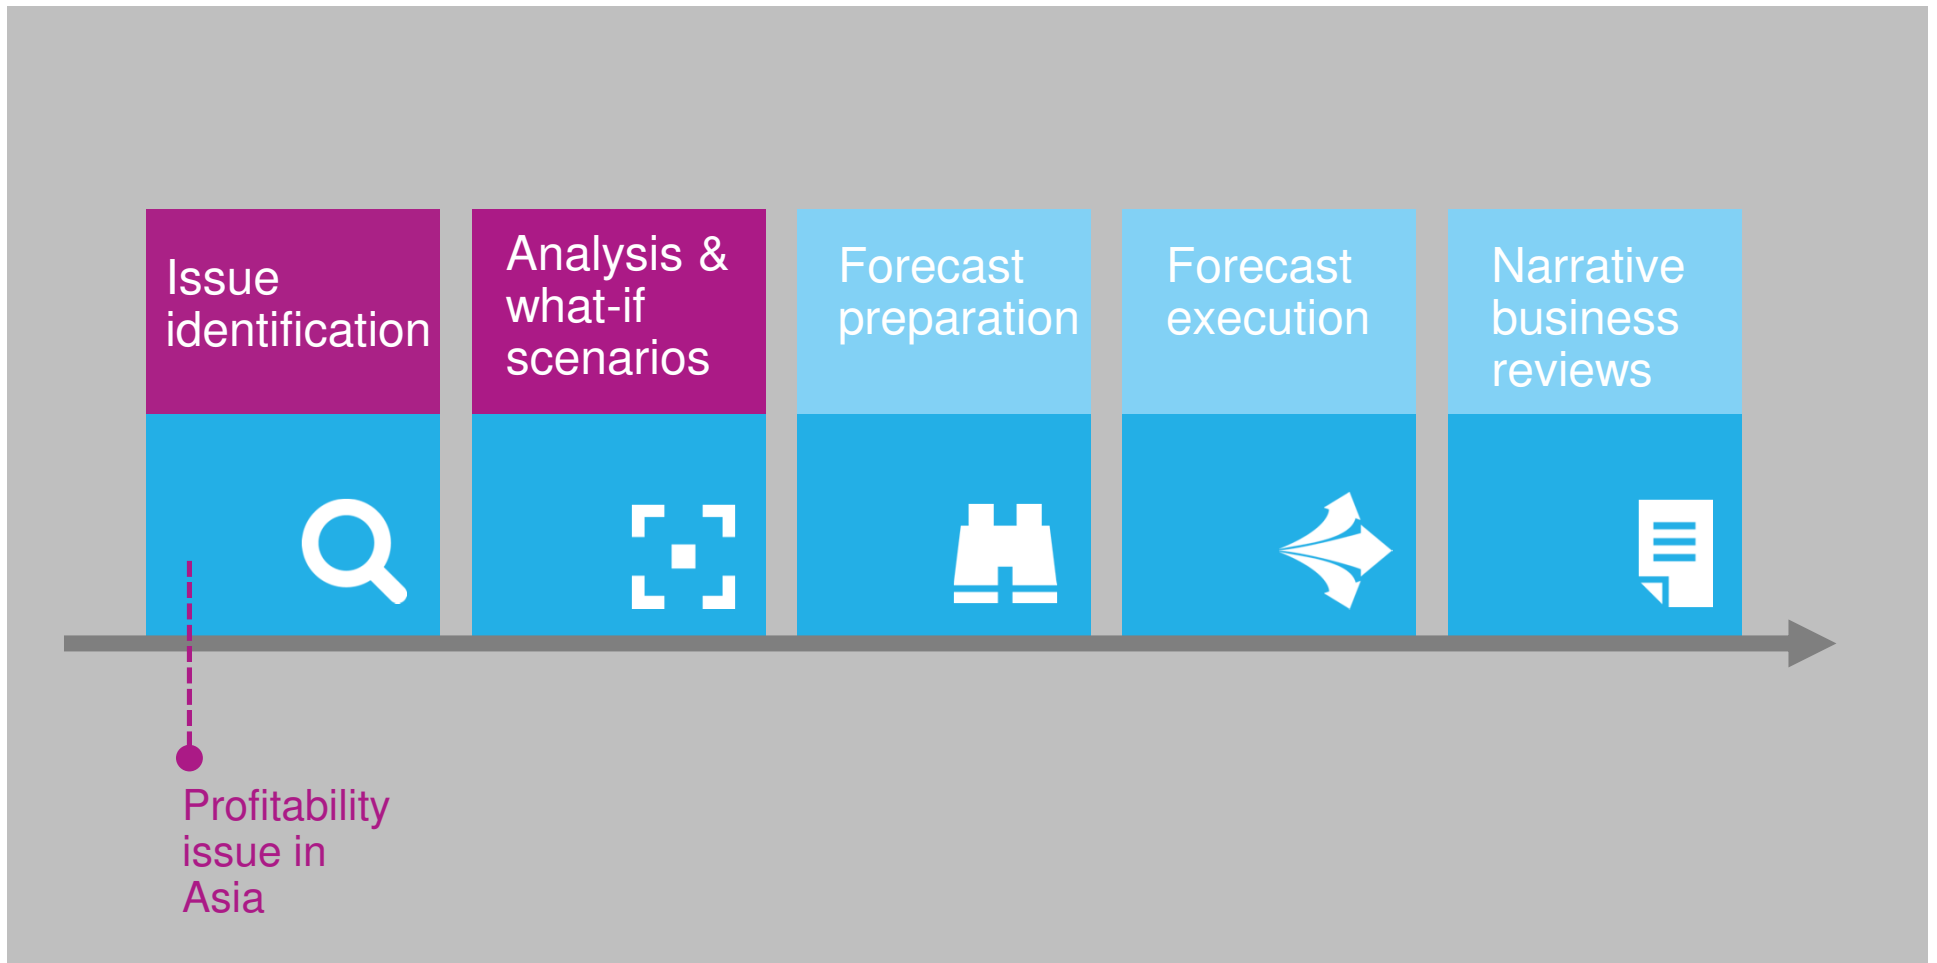 Issue
identification
Analysis &
what-if
scenarios
Forecast
preparation
Forecast
execution
Narrative
business
reviews
Profitability
issue in
Asia